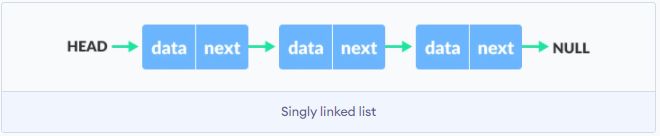 HEAD data next data next data next NULL
Singly linked list